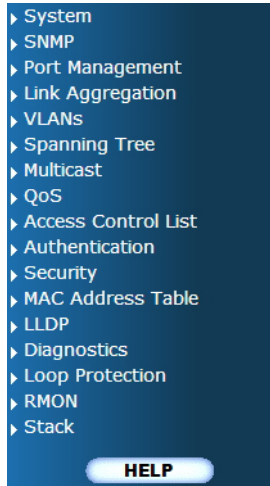 System
SNMP
Port Management
Link Aggregation
VLANs
Spanning Tree
Multicast
QoS
Access Control List
Authentication
Security
MAC Address Table
LLDP
Diagnostics
Loop Protection
RMON
Stack
HELP